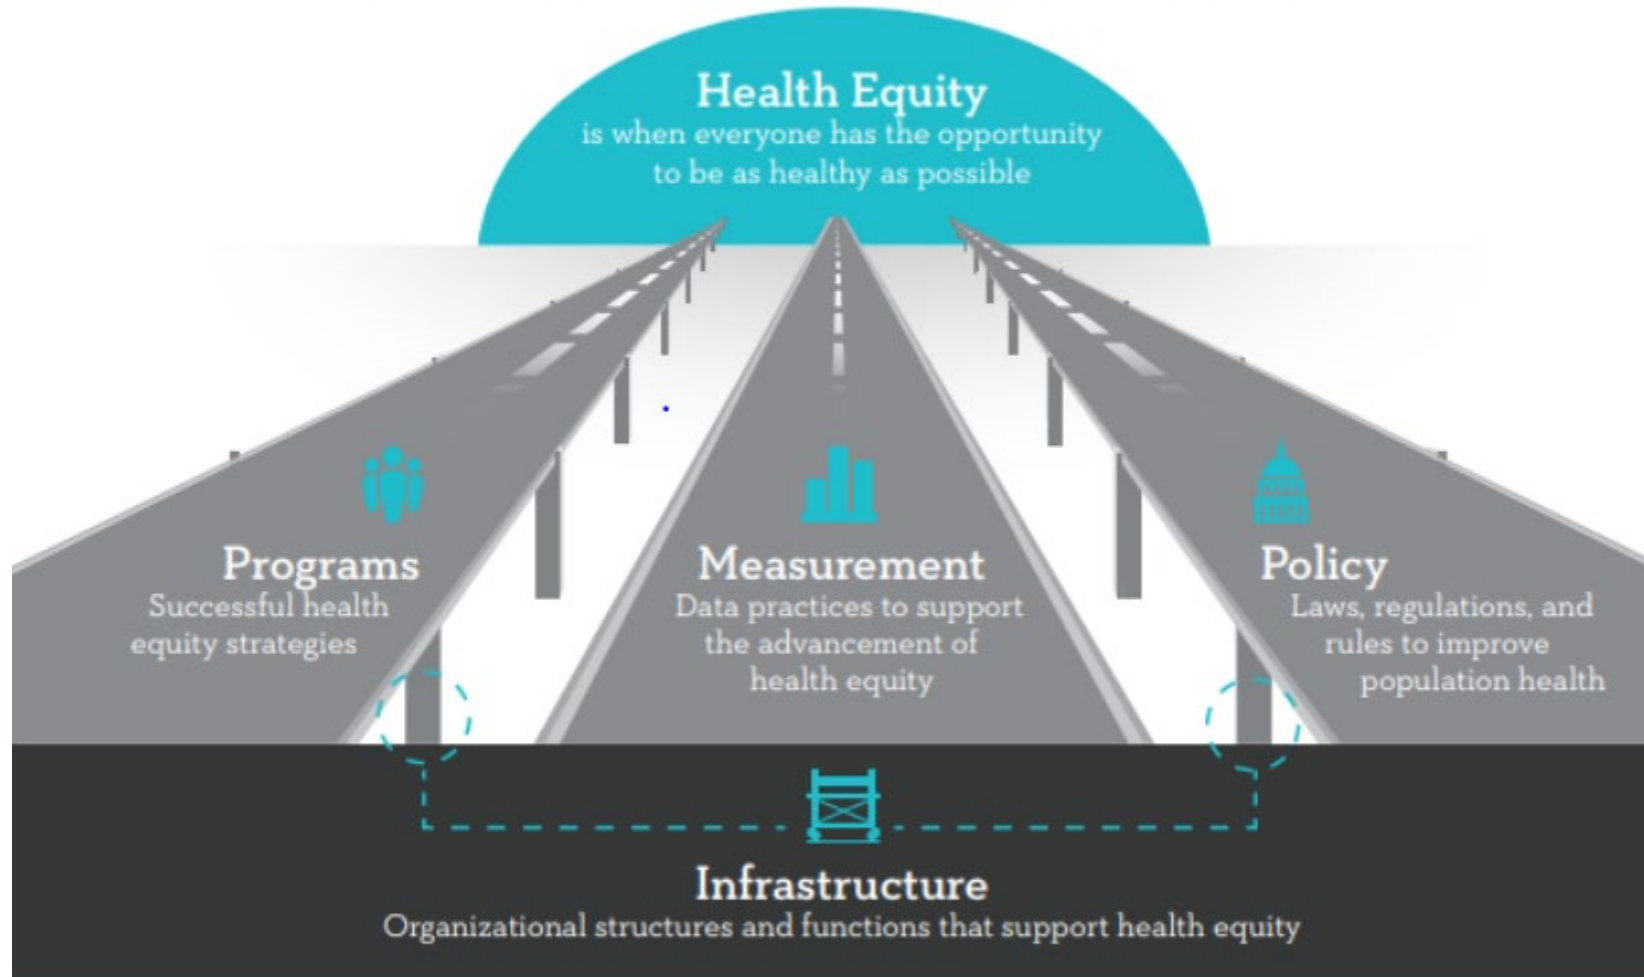 Health Equity
is when everyone has the opportunity
to be as healthy as possible
Programs
Successful health
equity strategies
Measurement
Data practices to support
the advancement of
health equity
Policy
Laws, regulations, and
rules to improve
population health
Infrastructure
Organizational structures and functions that support health equity